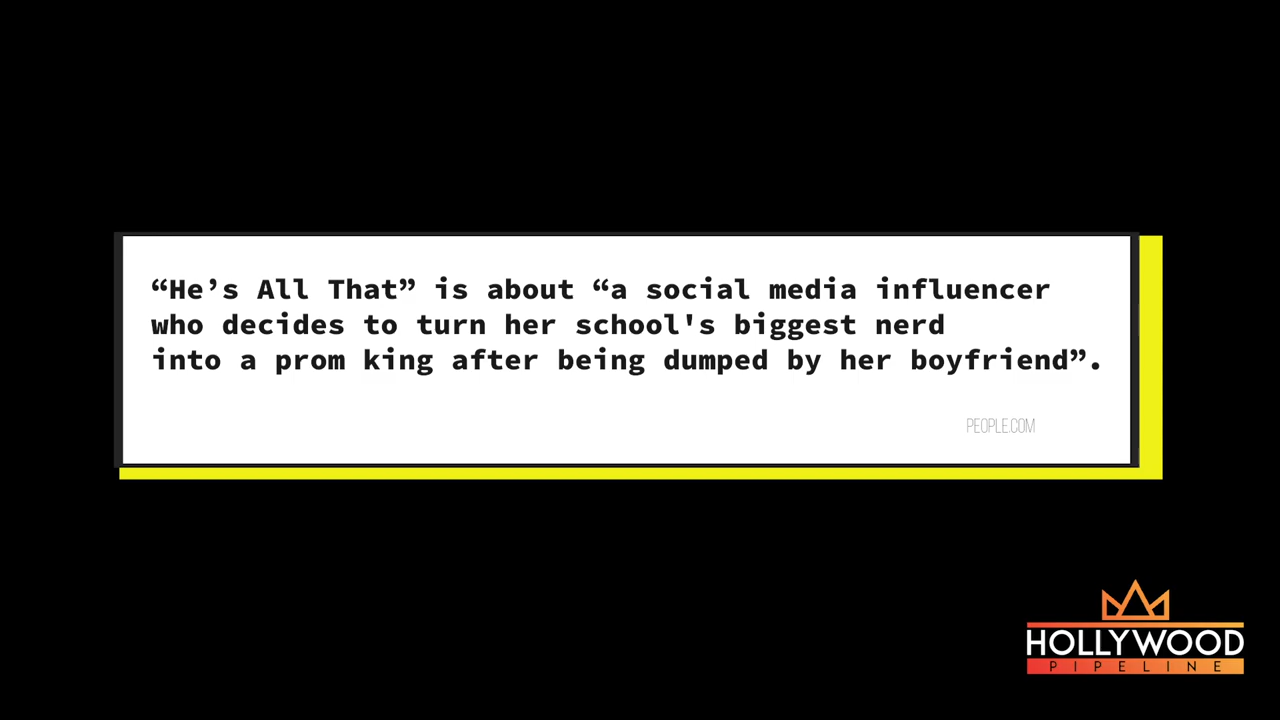 “He’s All That” is about “a social media influencer
who decides to turn her school's biggest nerd
into a prom king after being dumped by her boyfriend”.
PEOPLE.COM
HOLLYWOOD
PIPELINE